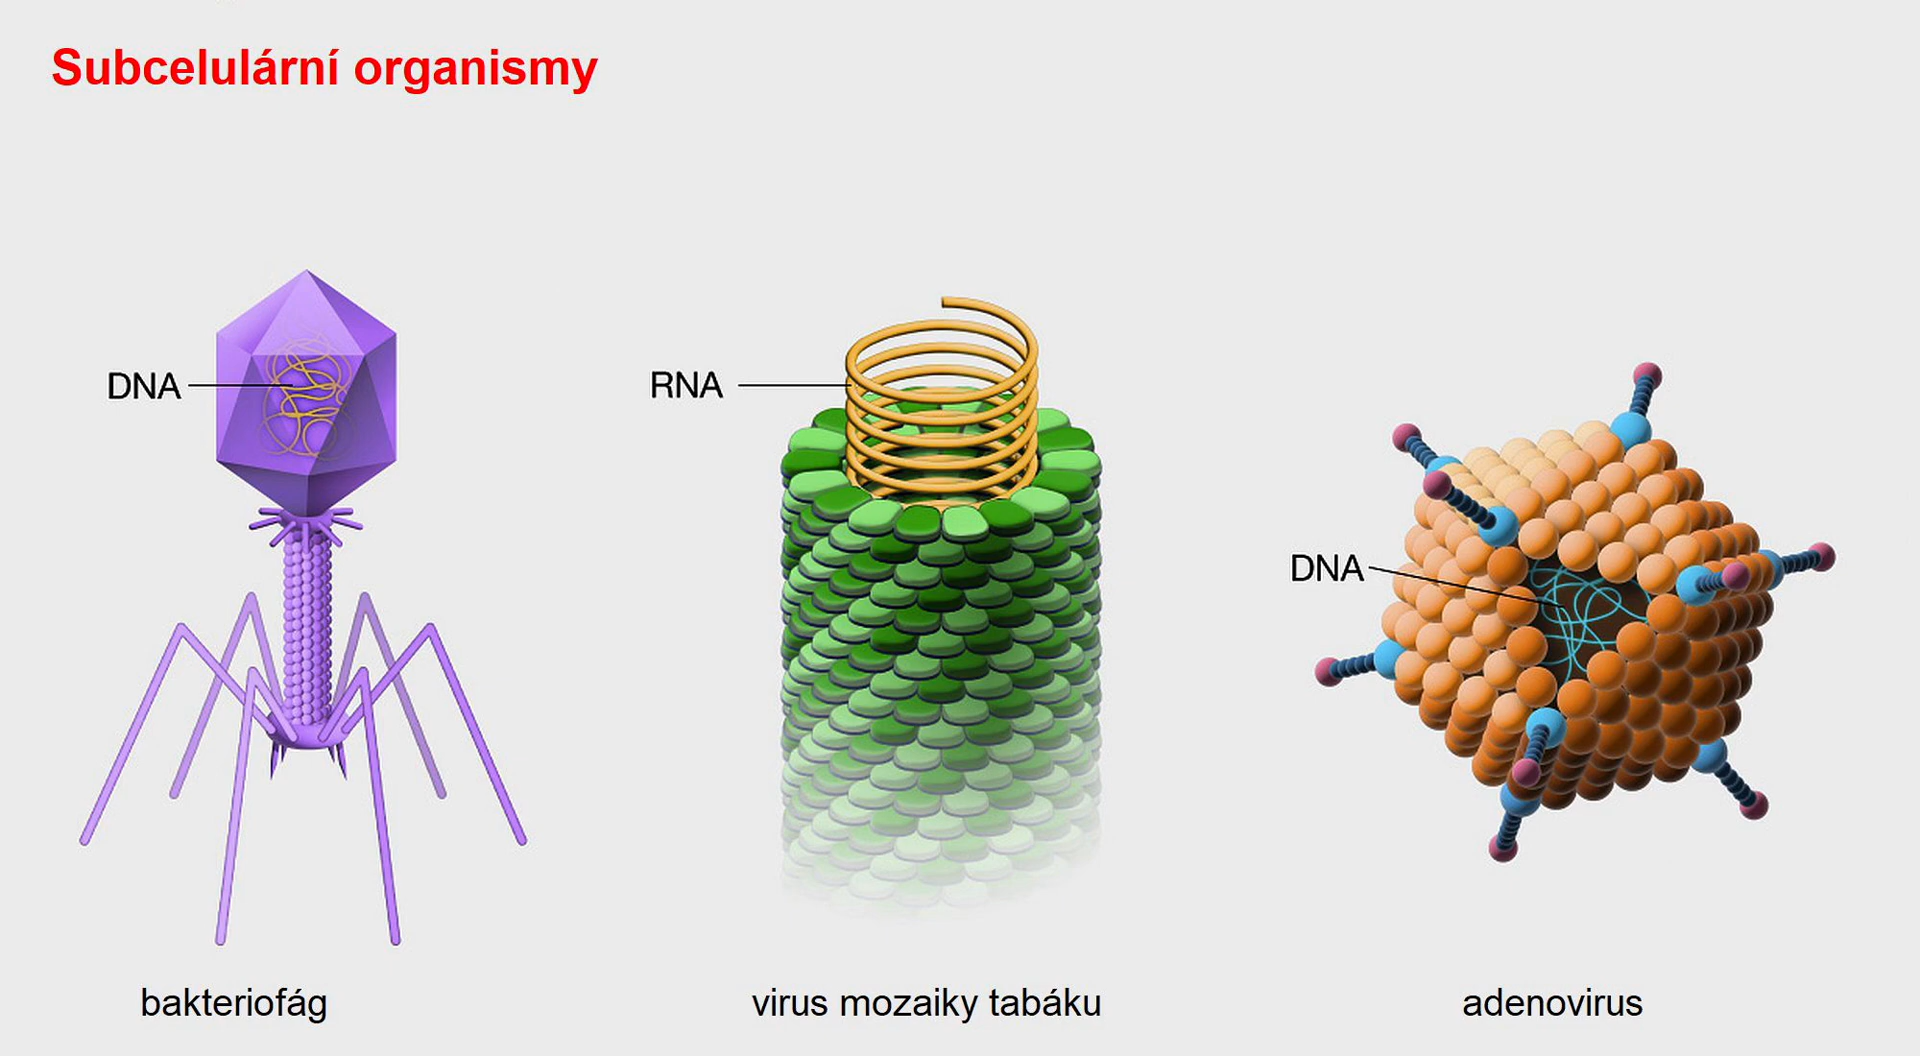 Subcelulární organismy
DNA
RNA
DNA
bakteriofág
virus mozaiky tabáku
adenovirus